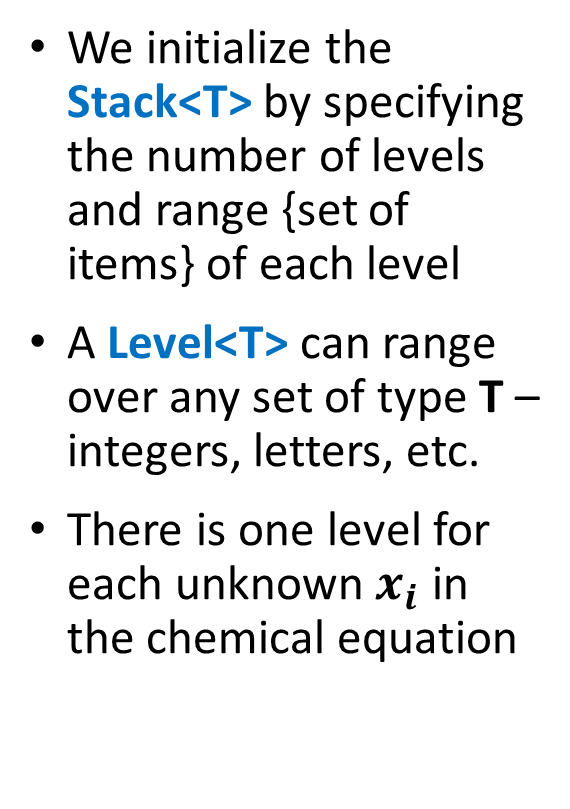 • We initialize the
Stack<T> by specifying
the number of levels
and range {set of
items} of each level
• A Level<T> can range
over any set of type T –
integers, letters, etc.
• There is one level for
each unknown xᵢ in
the chemical equation